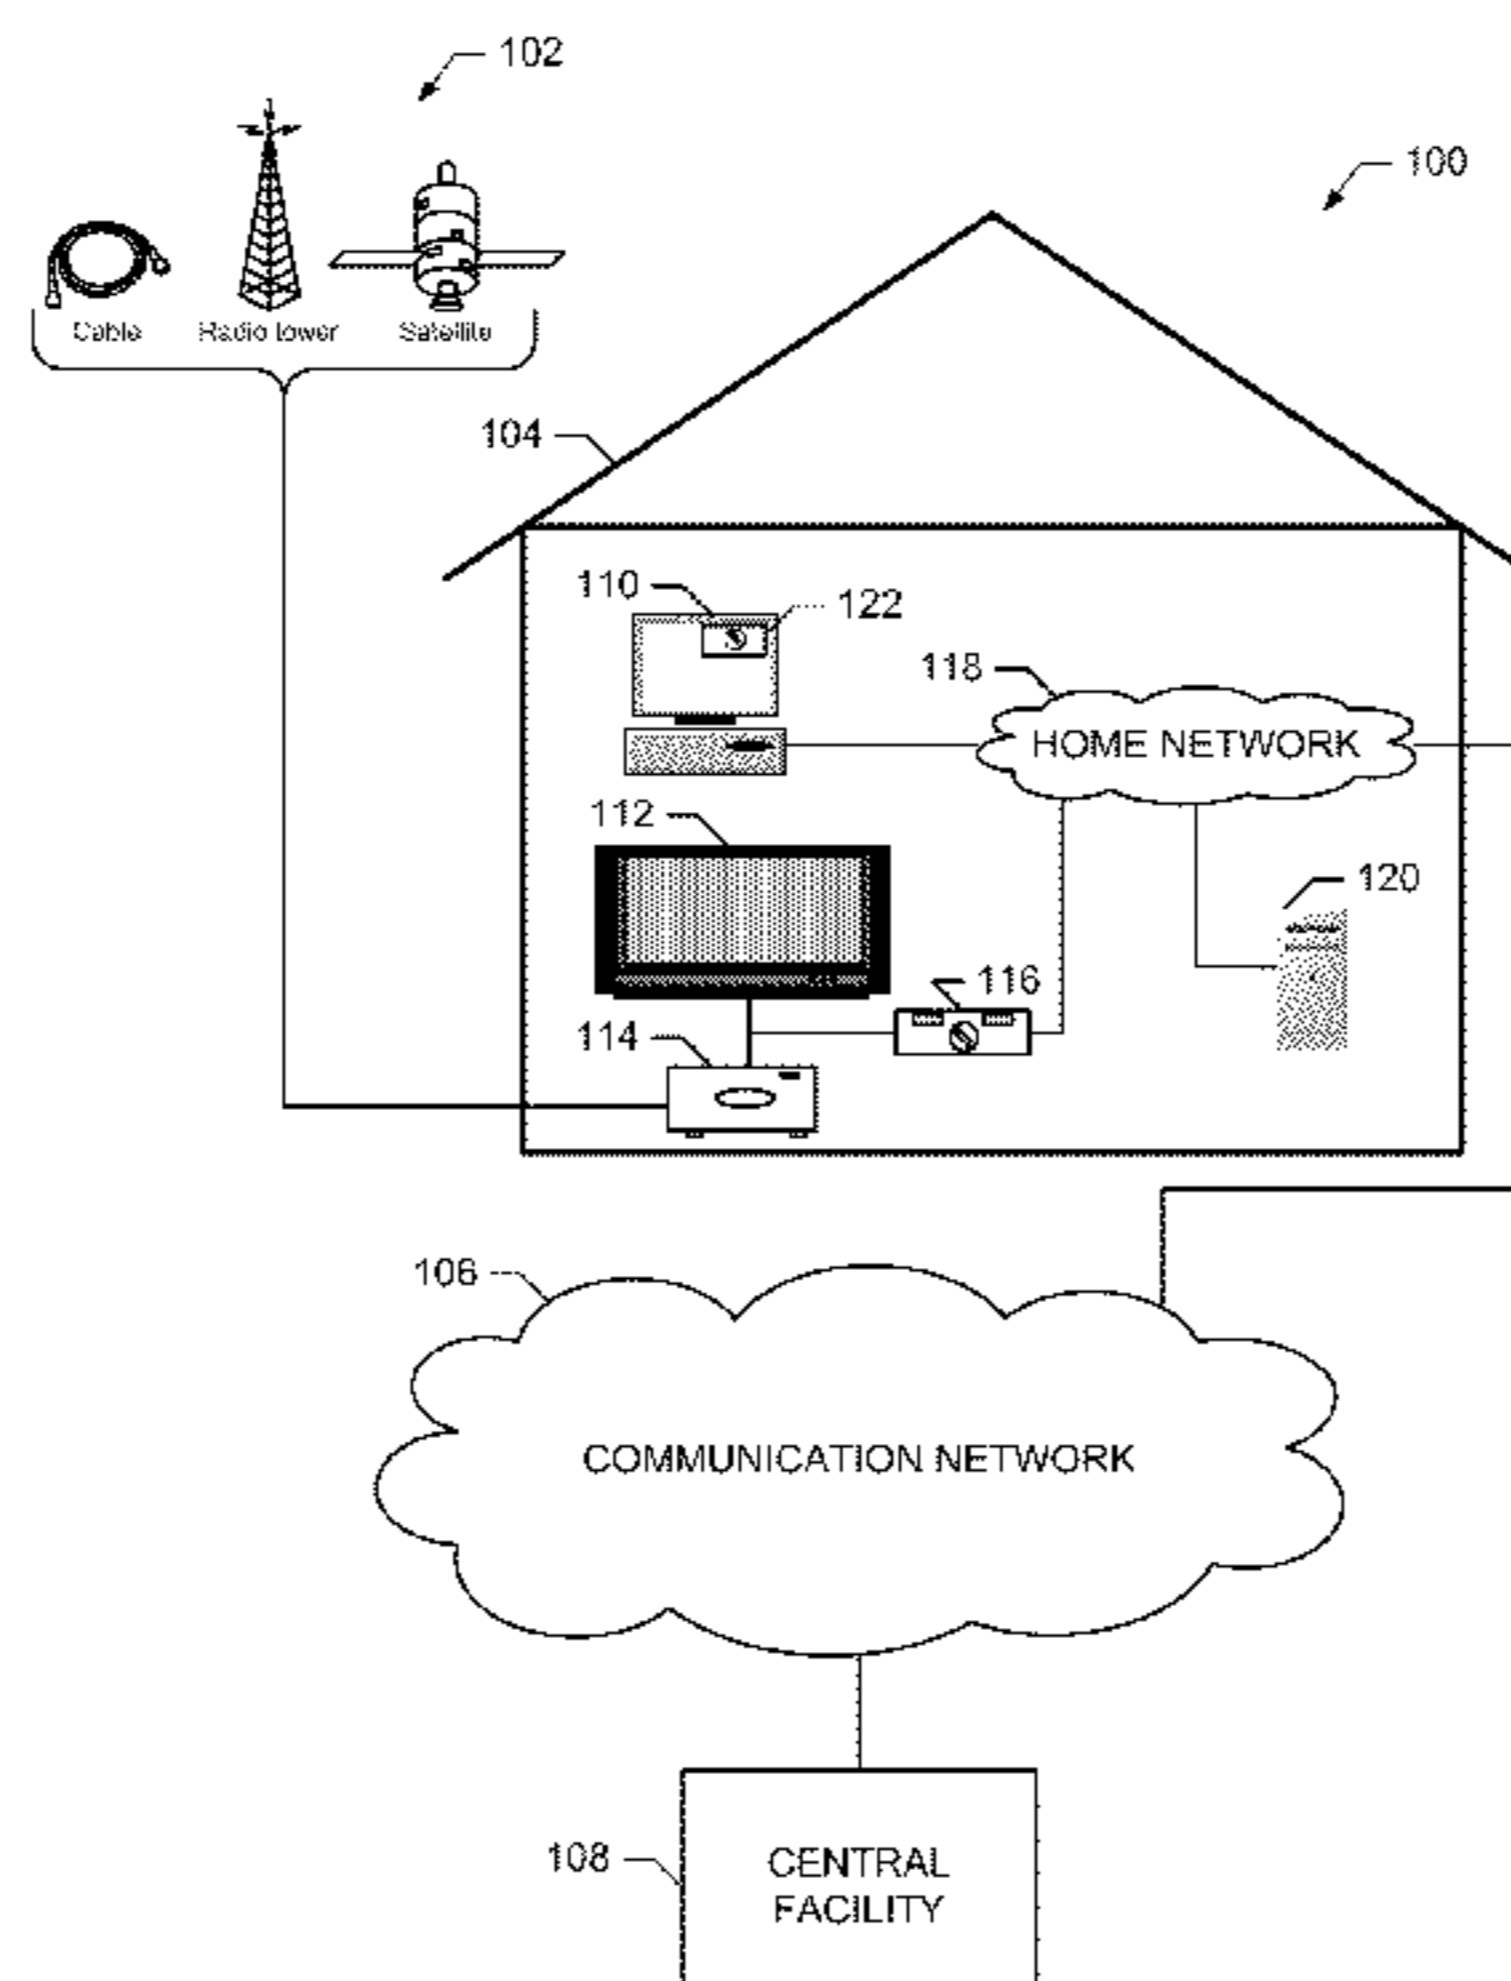 102
100
Cable
Radio tower
Satellite
104
110
122
118
HOME NETWORK
112
120
116
114
106
COMMUNICATION NETWORK
108
CENTRAL
FACILITY